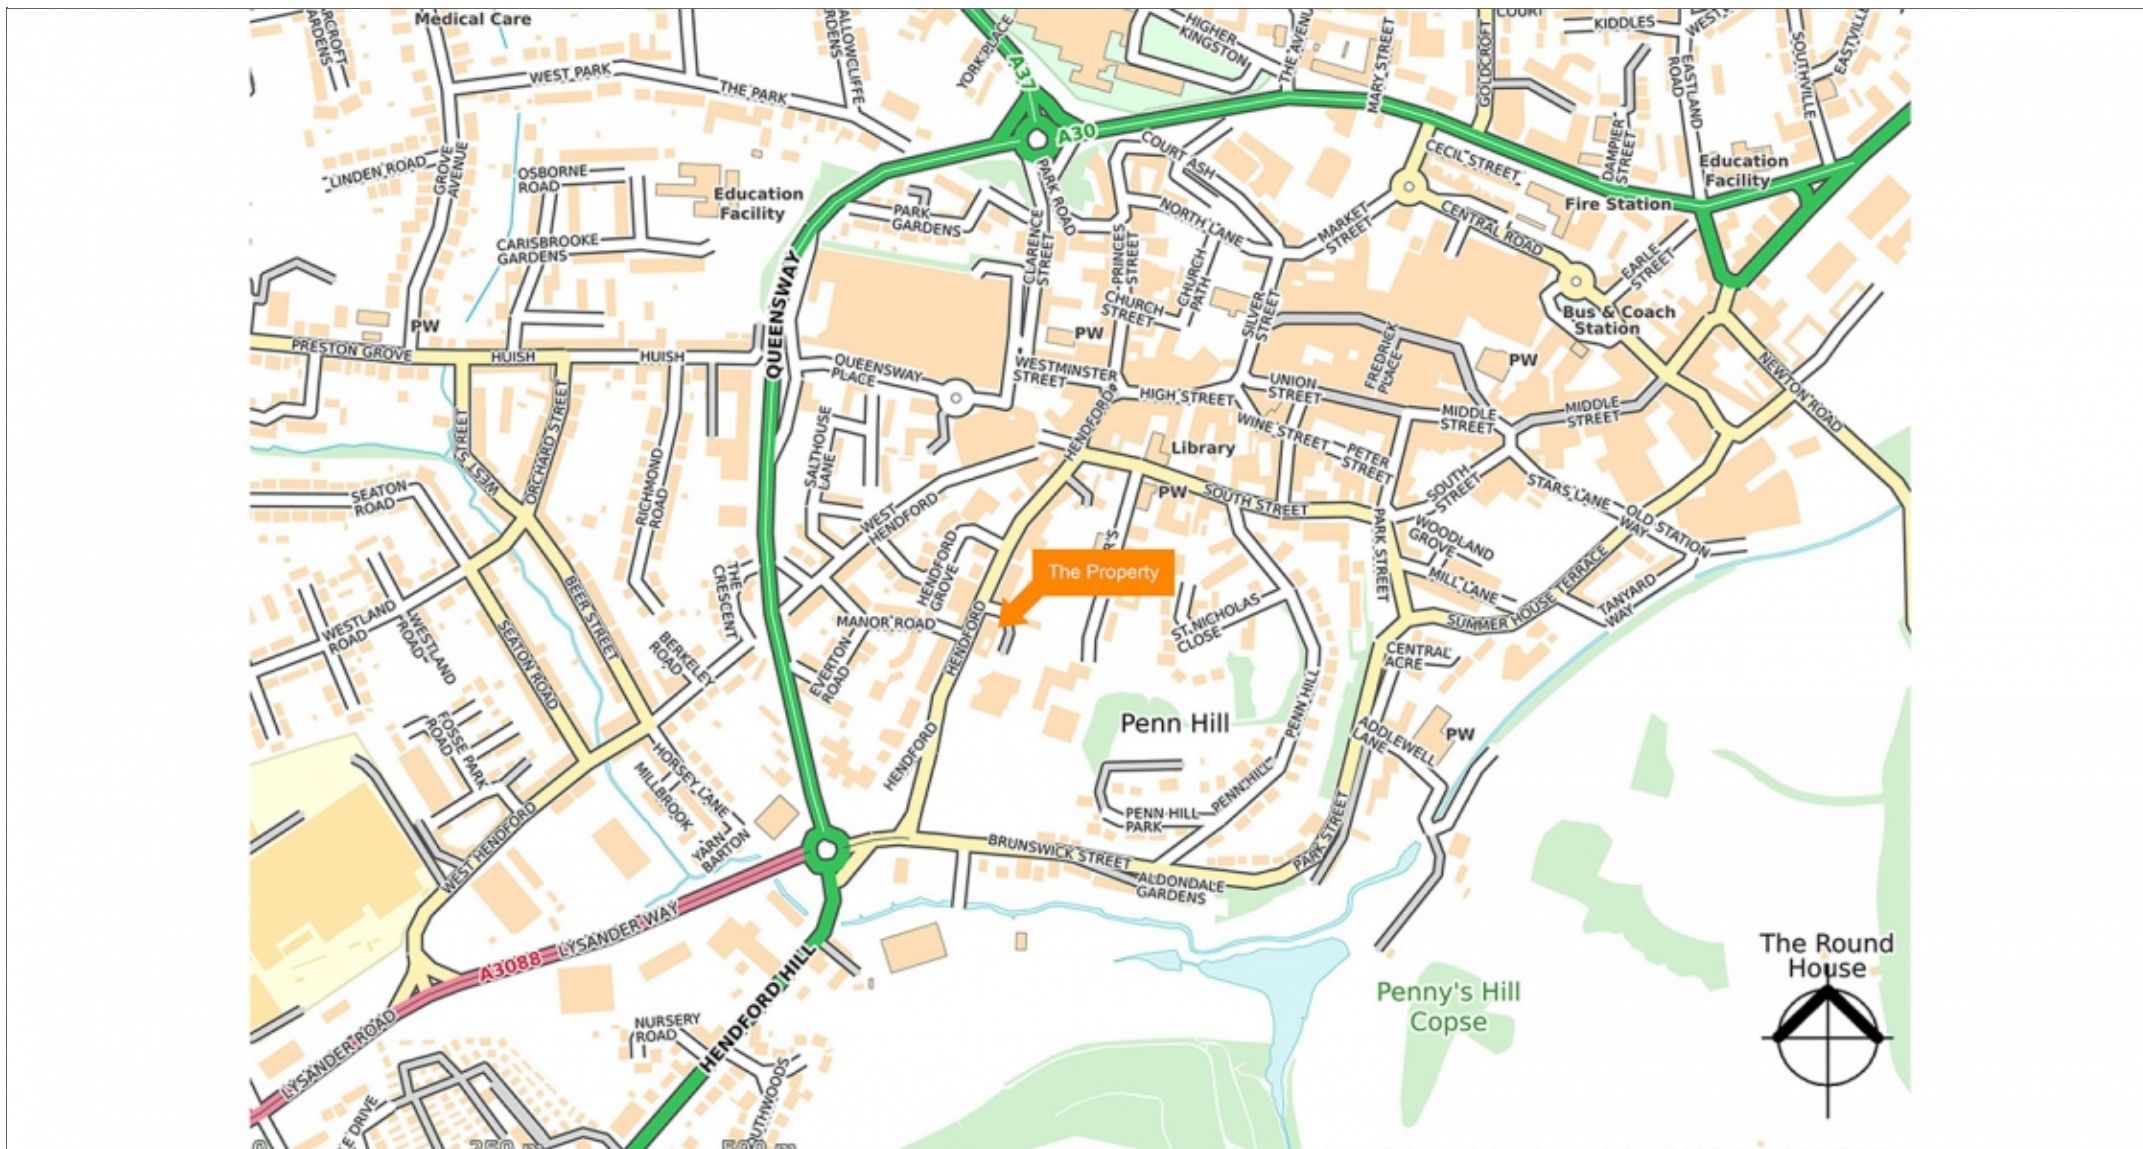 Medical Care
YORK PLACE
A37
HIGHER
KINGSTON
MARY STREET
GOLDCROFT
COURT
KIDDLES
EASTLAND
ROAD
SOUTHVILLE
EASTVILLE
WEST PARK
THE PARK
A30
COURT ASH
CECIL STREET
DAMPIER
STREET
Education
Facility
LINDEN ROAD
GROVE
AVENUE
OSBORNE
ROAD
Education
Facility
PARK
GARDENS
CLARENCE
STREET
PARK ROAD
PRINCES
STREET
NORTH LANE
CHURCH
PATH
MARKET
STREET
CENTRAL ROAD
Fire Station
CARISBROOKE
GARDENS
QUEENSWAY
CHURCH
STREET
SILVER
STREET
EARLE
STREET
Bus & Coach
Station
PW
PW
PW
FREDRICK
PLACE
PRESTON GROVE
HUISH
HUISH
QUEENSWAY
PLACE
WESTMINSTER
STREET
HENDFORD
HIGH STREET
UNION
STREET
MIDDLE
STREET
MIDDLE
STREET
NEWTON ROAD
WEST STREET
ORCHARD STREET
RICHMOND
ROAD
SALTHOUSE
LANE
Library
WINE STREET
PETER
STREET
SEATON
ROAD
WEST
HENDFORD
PW
SOUTH STREET
SOUTH
STREET
STARS LANE
OLD STATION
WAY
HENDFORD
GROVE
R'S
The Property
PARK STREET
WOODLAND
GROVE
MILL LANE
SUMMER HOUSE TERRACE
TANYARD
WAY
THE
CRESCENT
BEER STREET
WESTLAND
ROAD
WESTLAND
ROAD
SEATON ROAD
BERKELEY
ROAD
MANOR ROAD
EVERTON
ROAD
HENDFORD
ST NICHOLAS
CLOSE
CENTRAL
ACRE
PENN HILL
Penn Hill
ADDLEWELL
LANE
PW
FOSSE PARK
ROAD
HORSEY LANE
MILLBROOK
YARN
BARTON
HENDFORD
PENN HILL
PENN HILL
PARK
WEST HENDFORD
BRUNSWICK STREET
ALDONDALE
GARDENS
PARK STREET
A3088
LYSANDER WAY
LYSANDER ROAD
HENDFORD HILL
The Round
House
Penny's Hill
Copse
NURSERY
ROAD